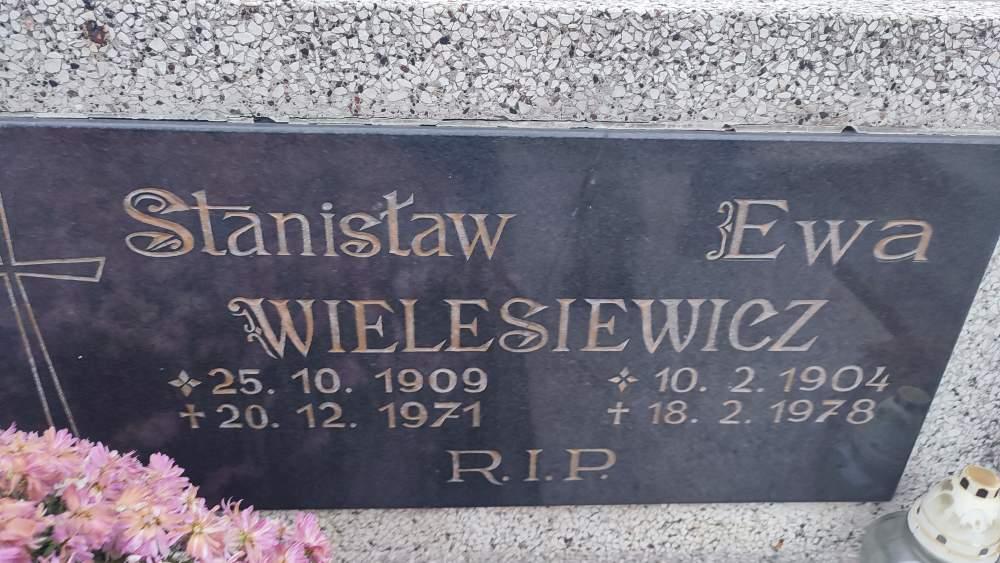 Stanisław Ewa
WIELESIEWICZ
25. 10. 1909 10. 2. 1904
20. 12. 1971 18. 2. 1978
R.I.P.